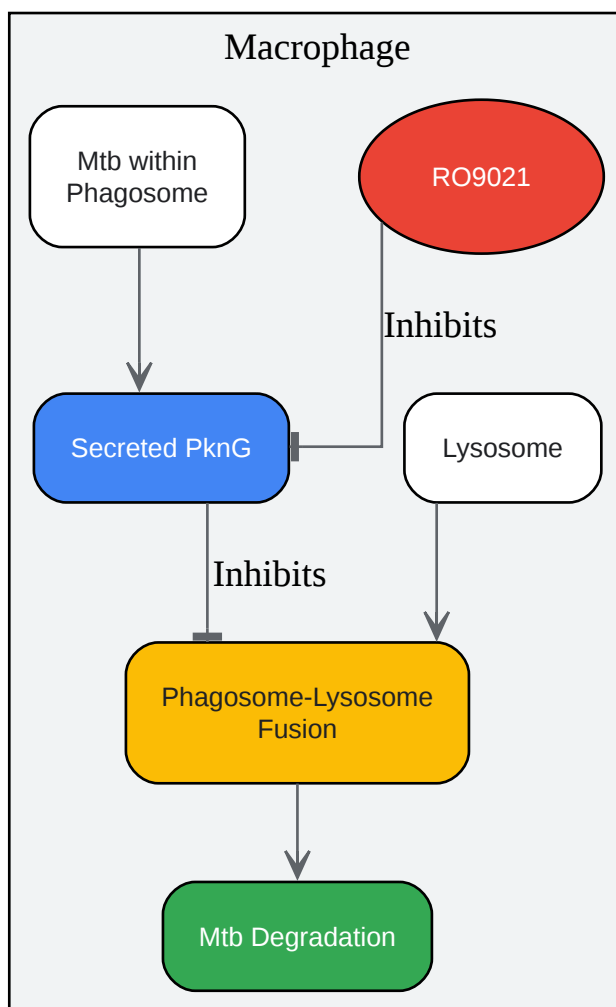 Macrophage
Mtb within
Phagosome
RO9021
Inhibits
Secreted PknG
Lysosome
Inhibits
Phagosome-Lysosome
Fusion
Mtb Degradation